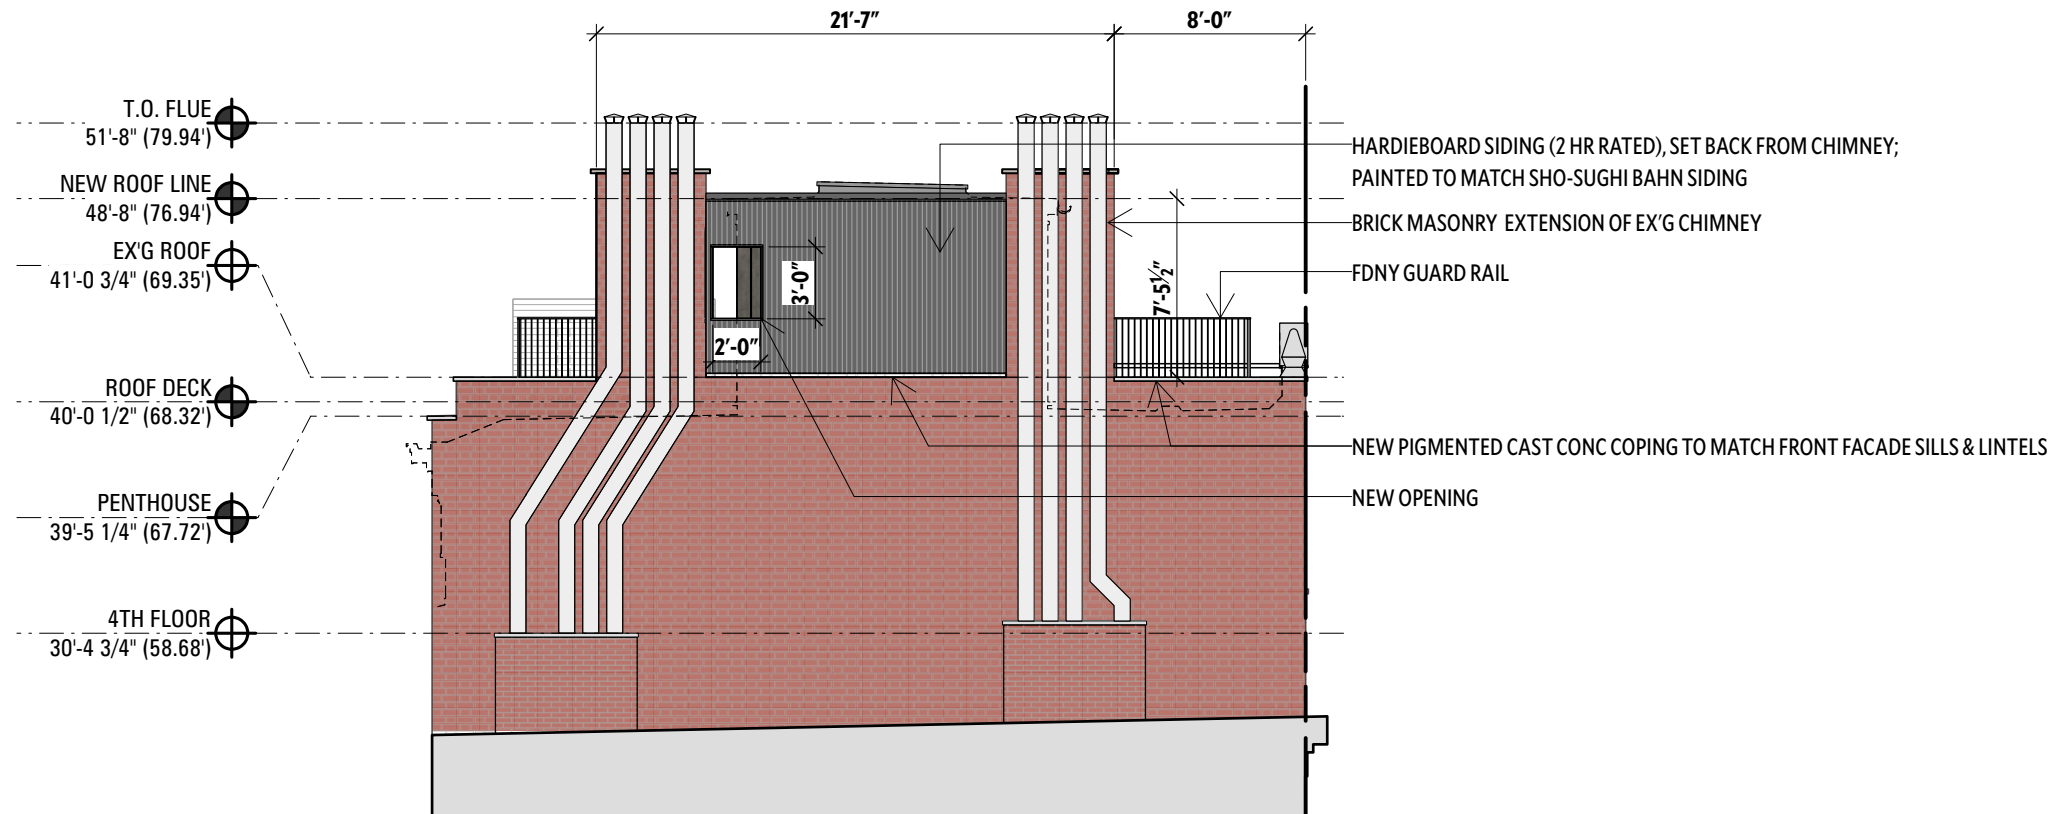 21'-7"
8'-0"
T.O. FLUE
51'-8" (79.94')
NEW ROOF LINE
48'-8" (76.94')
EX'G ROOF
41'-0 3/4" (69.35')
ROOF DECK
40'-0 1/2" (68.32')
PENTHOUSE
39'-5 1/4" (67.72')
4TH FLOOR
30'-4 3/4" (58.68')
3'-0"
2'-0"
7'-5½"
HARDIEBOARD SIDING (2 HR RATED), SET BACK FROM CHIMNEY;
PAINTED TO MATCH SHO-SUGHI BAHN SIDING
BRICK MASONRY EXTENSION OF EX'G CHIMNEY
FDNY GUARD RAIL
NEW PIGMENTED CAST CONC COPING TO MATCH FRONT FACADE SILLS & LINTELS
NEW OPENING